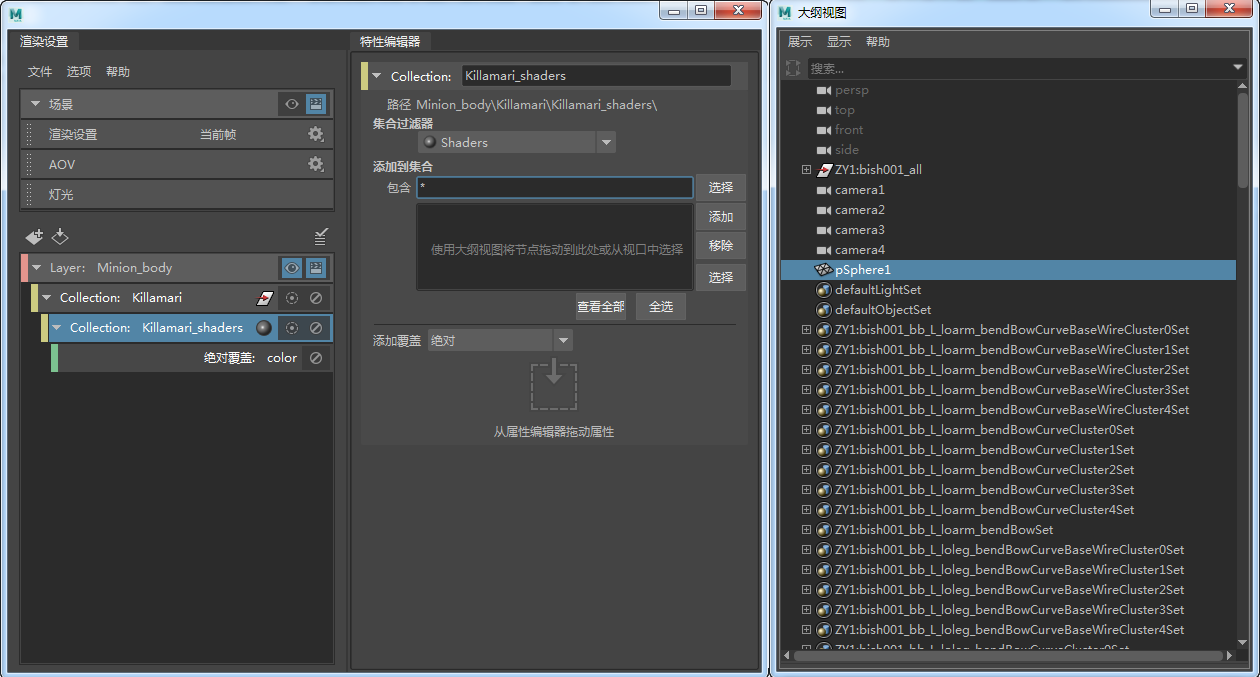 渲染设置
文件 选项 帮助
场景
渲染设置 当前帧
AOV
灯光
Layer: Minion_body
Collection: Killamari
Collection: Killamari_shaders
绝对覆盖: color
特性编辑器
Collection: Killamari_shaders
路径 Minion_body\Killamari\Killamari_shaders\
集合过滤器
Shaders
添加到集合
包含 * 选择
添加
使用大纲视图将节点拖动到此处或从视口中选择
移除
选择
查看全部 全选
添加覆盖 绝对
从属性编辑器拖动属性
大纲视图
展示 显示 帮助
搜索...
persp
top
front
side
ZY1:bish001_all
camera1
camera2
camera3
camera4
pSphere1
defaultLightSet
defaultObjectSet
ZY1:bish001_bb_L_loarm_bendBowCurveBaseWireCluster0Set
ZY1:bish001_bb_L_loarm_bendBowCurveBaseWireCluster1Set
ZY1:bish001_bb_L_loarm_bendBowCurveBaseWireCluster2Set
ZY1:bish001_bb_L_loarm_bendBowCurveBaseWireCluster3Set
ZY1:bish001_bb_L_loarm_bendBowCurveBaseWireCluster4Set
ZY1:bish001_bb_L_loarm_bendBowCurveCluster0Set
ZY1:bish001_bb_L_loarm_bendBowCurveCluster1Set
ZY1:bish001_bb_L_loarm_bendBowCurveCluster2Set
ZY1:bish001_bb_L_loarm_bendBowCurveCluster3Set
ZY1:bish001_bb_L_loarm_bendBowCurveCluster4Set
ZY1:bish001_bb_L_loarm_bendBowSet
ZY1:bish001_bb_L_loleg_bendBowCurveBaseWireCluster0Set
ZY1:bish001_bb_L_loleg_bendBowCurveBaseWireCluster1Set
ZY1:bish001_bb_L_loleg_bendBowCurveBaseWireCluster2Set
ZY1:bish001_bb_L_loleg_bendBowCurveBaseWireCluster3Set
ZY1:bish001_bb_L_loleg_bendBowCurveBaseWireCluster4Set
ZY1:bish001_bb_L_loleg_bendBowCurveCluster0Set